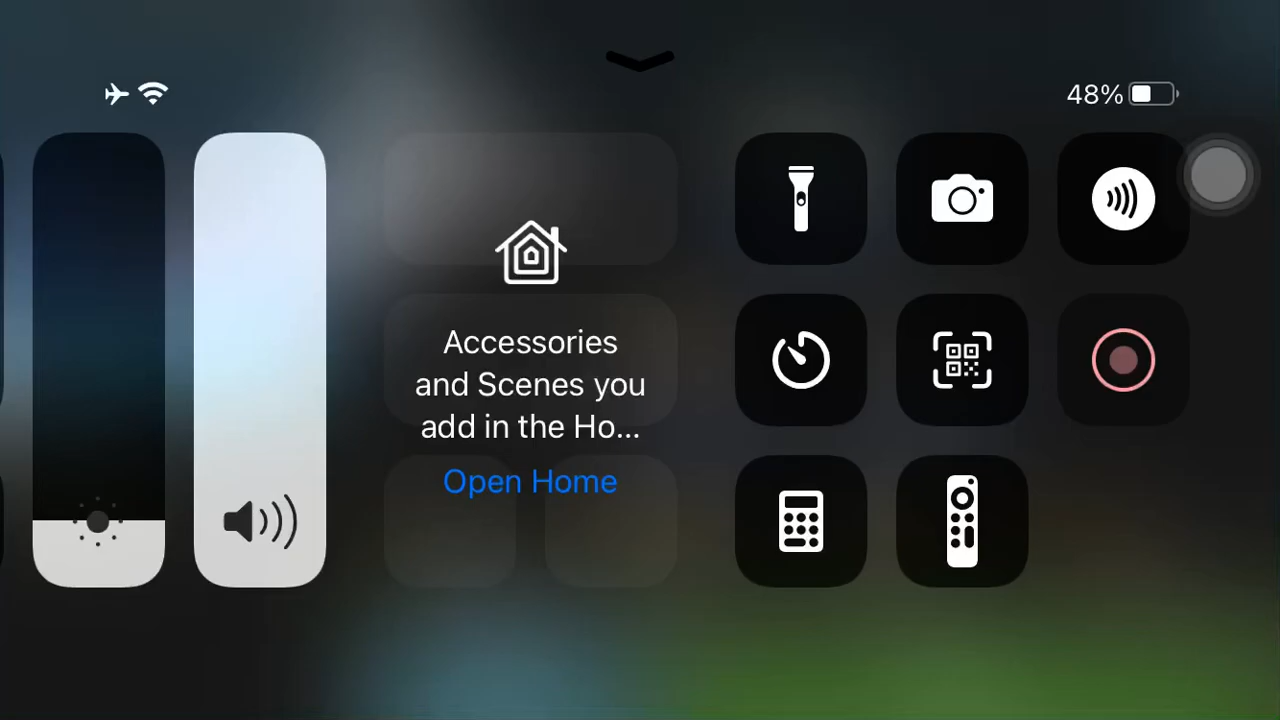 48%
Accessories
and Scenes you
add in the Ho...
Open Home